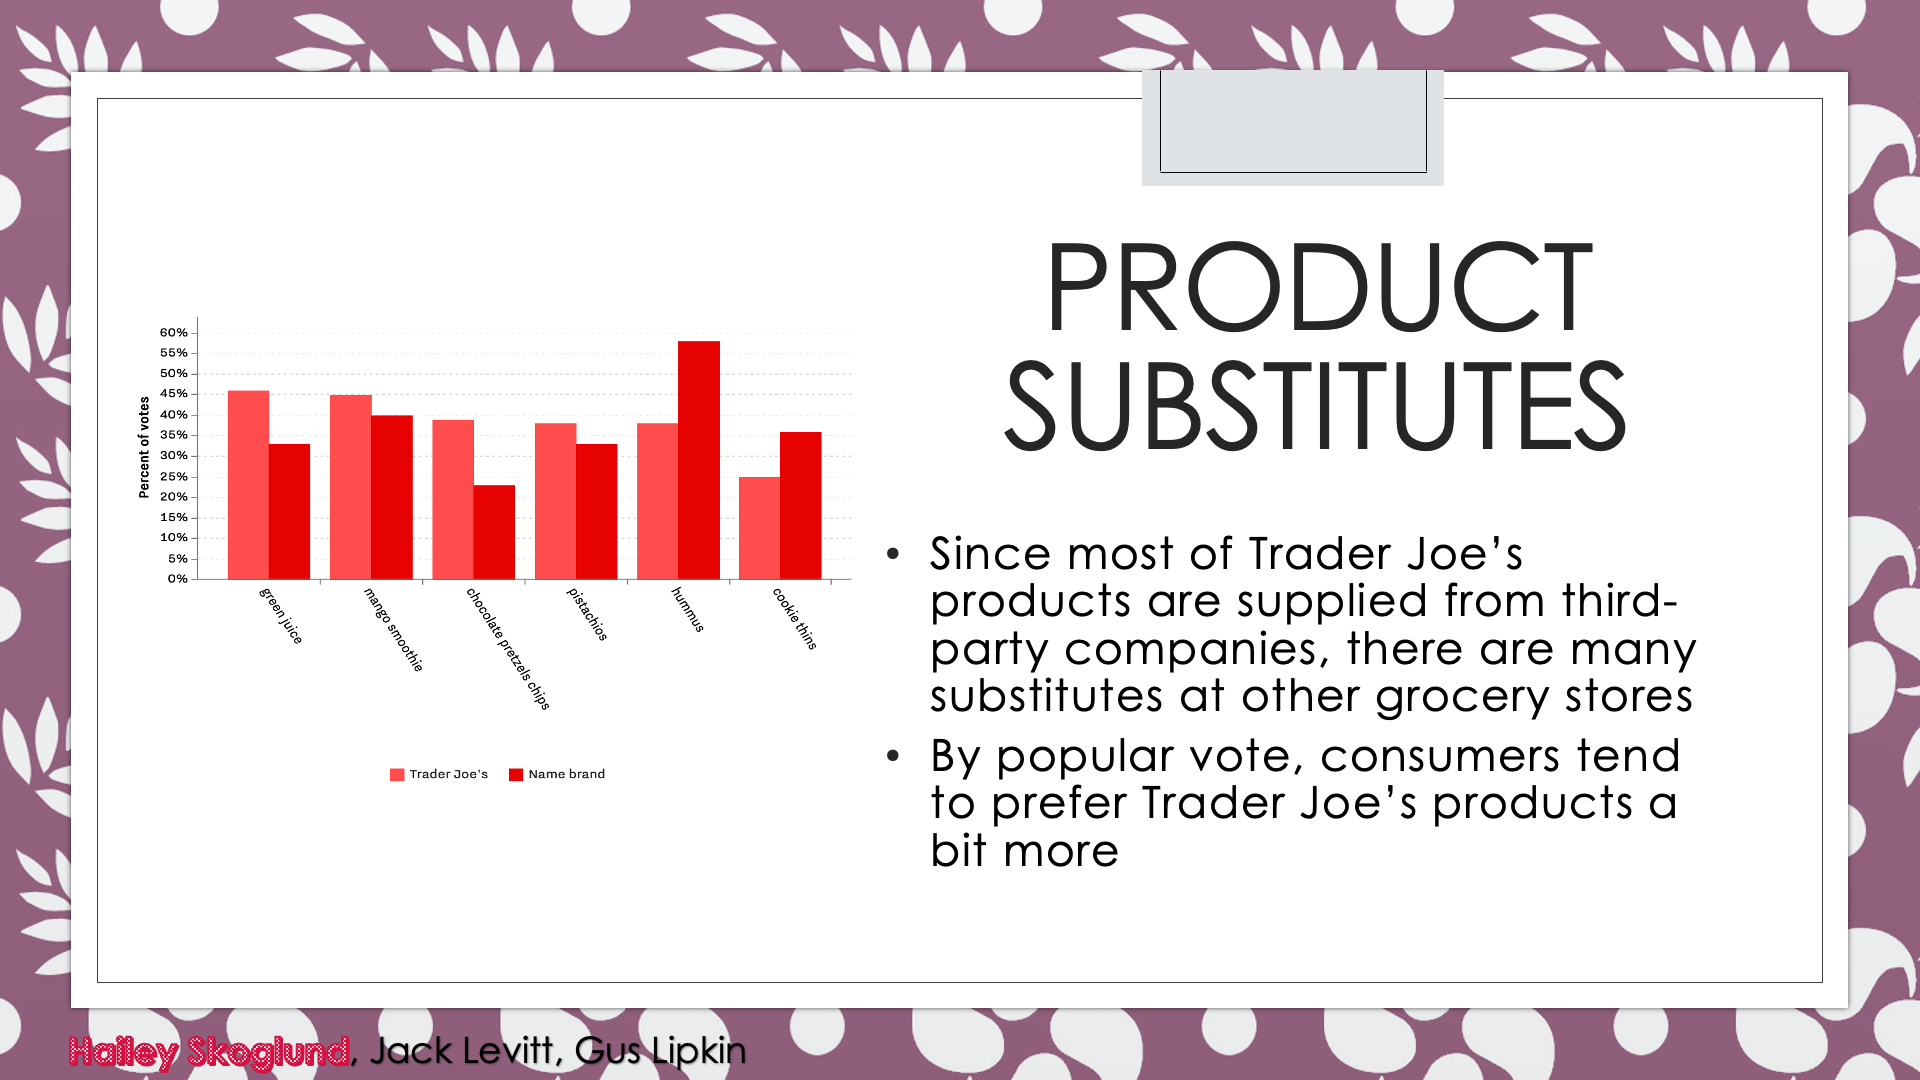 PRODUCT
SUBSTITUTES
60%
55%
50%
45%
40%
35%
30%
25%
20%
15%
10%
5%
0%
Percent of votes
green juice
mango smoothie
chocolate pretzels chips
pistachios
hummus
cookie thins
Trader Joe's
Name brand
• Since most of Trader Joe’s
products are supplied from third-
party companies, there are many
substitutes at other grocery stores
• By popular vote, consumers tend
to prefer Trader Joe’s products a
bit more
Hailey Skoglund, Jack Levitt, Gus Lipkin